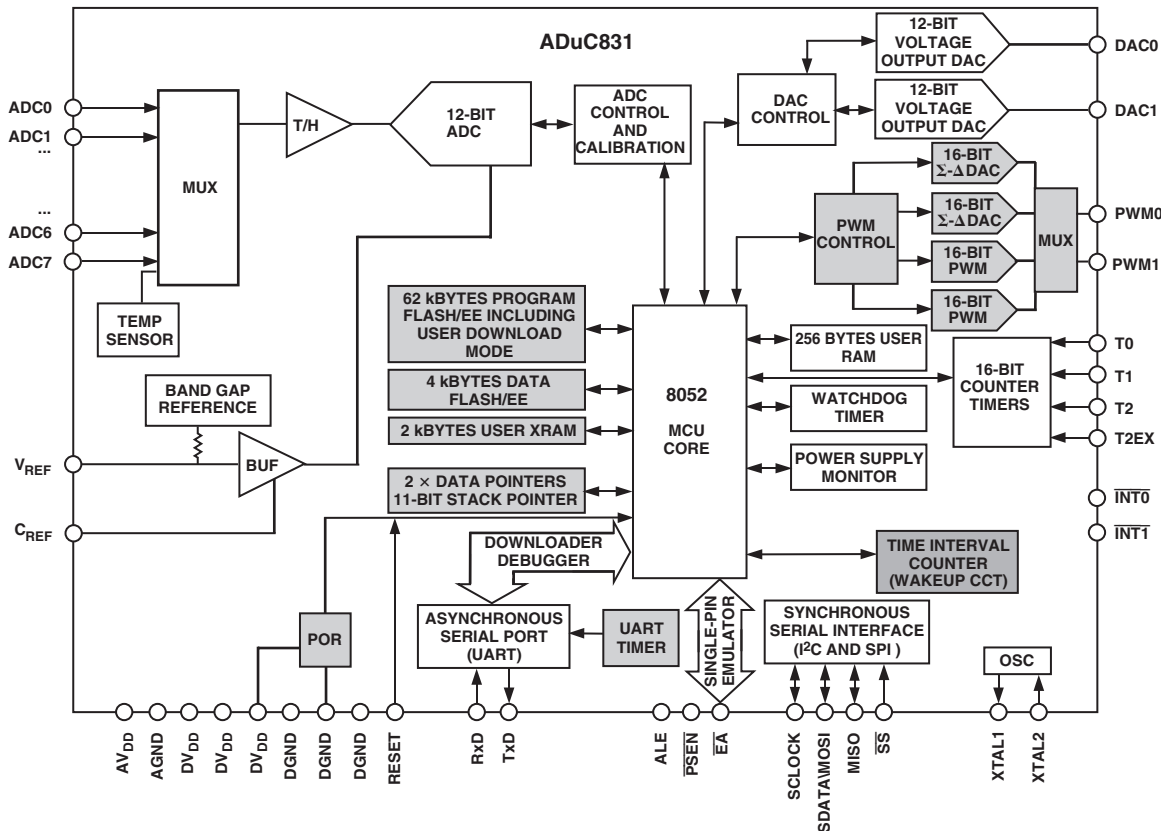 ADuC831
ADC0
ADC1
...
...
ADC6
ADC7
MUX
TEMP
SENSOR
T/H
12-BIT
ADC
ADC
CONTROL
AND
CALIBRATION
DAC
CONTROL
12-BIT
VOLTAGE
OUTPUT DAC
12-BIT
VOLTAGE
OUTPUT DAC
DAC0
DAC1
PWM
CONTROL
16-BIT
Σ-Δ DAC
16-BIT
Σ-Δ DAC
16-BIT
PWM
16-BIT
PWM
MUX
PWM0
PWM1
BAND GAP
REFERENCE
VREF
BUF
CREF
62 kBYTES PROGRAM
FLASH/EE INCLUDING
USER DOWNLOAD
MODE
4 kBYTES DATA
FLASH/EE
2 kBYTES USER XRAM
2 × DATA POINTERS
11-BIT STACK POINTER
8052
MCU
CORE
256 BYTES USER
RAM
WATCHDOG
TIMER
POWER SUPPLY
MONITOR
16-BIT
COUNTER
TIMERS
T0
T1
T2
T2EX
INT0
INT1
TIME INTERVAL
COUNTER
(WAKEUP CCT)
DOWNLOADER
DEBUGGER
POR
ASYNCHRONOUS
SERIAL PORT
(UART)
UART
TIMER
SINGLE-PIN
EMULATOR
SYNCHRONOUS
SERIAL INTERFACE
(I2C AND SPI )
OSC
AVDD
AGND
DVDD
DVDD
DVDD
DGND
DGND
DGND
RESET
RxD
TxD
ALE
PSEN
EA
SCLOCK
SDATA\MOSI
MISO
SS
XTAL1
XTAL2